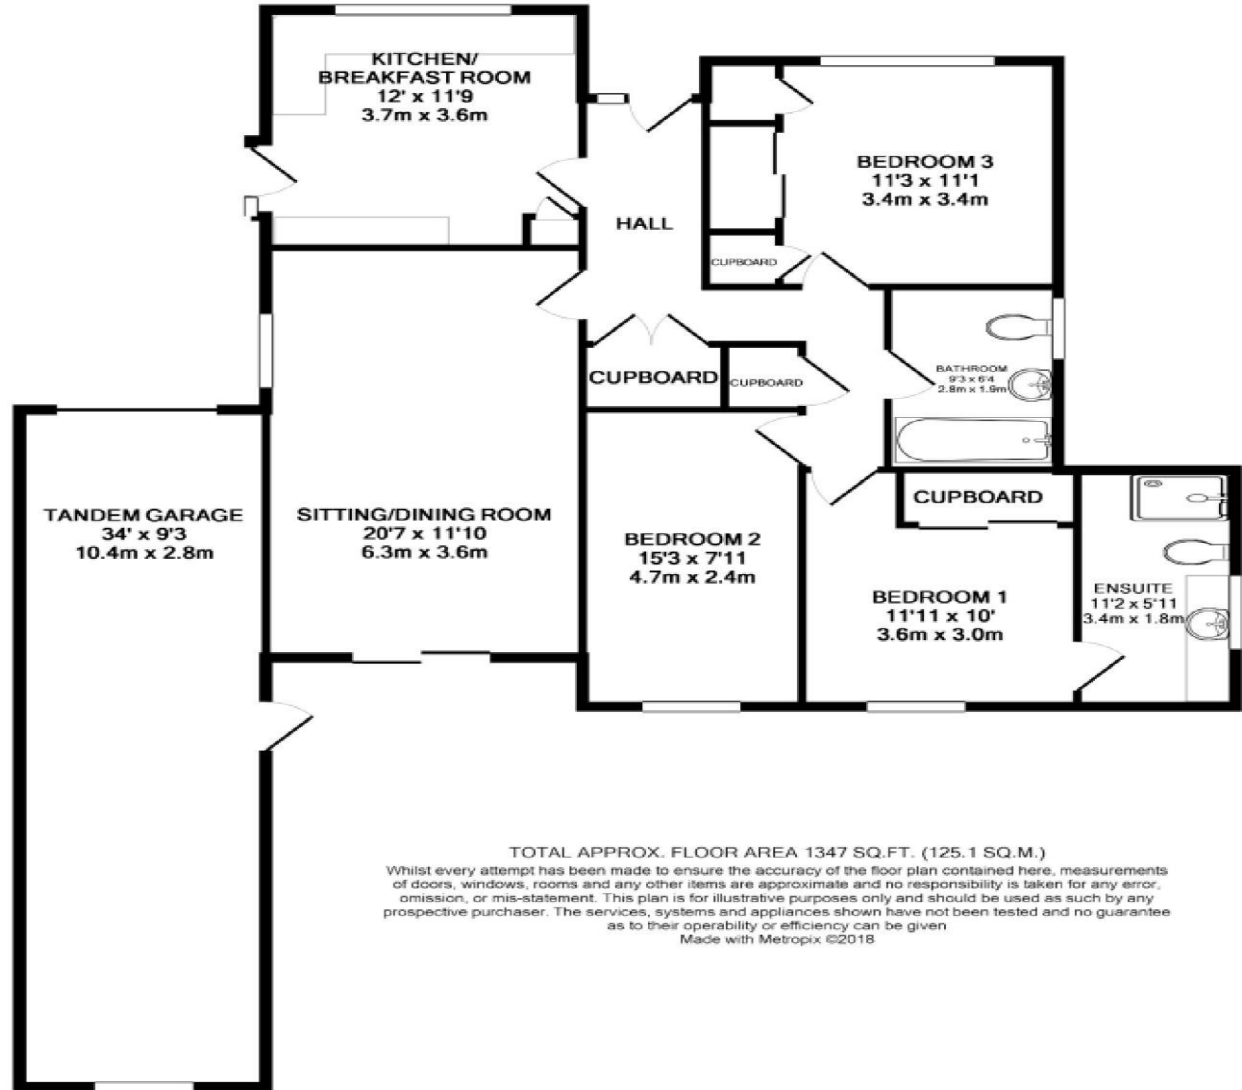 KITCHEN/
BREAKFAST ROOM
12' x 11'9
3.7m x 3.6m
BEDROOM 3
11'3 x 11'1
3.4m x 3.4m
HALL
CUPBOARD
CUPBOARD
CUPBOARD
BATHROOM
9'3 x 6'4
2.8m x 1.9m
TANDEM GARAGE
34' x 9'3
10.4m x 2.8m
SITTING/DINING ROOM
20'7 x 11'10
6.3m x 3.6m
BEDROOM 2
15'3 x 7'11
4.7m x 2.4m
CUPBOARD
BEDROOM 1
11'11 x 10'
3.6m x 3.0m
ENSUITE
11'2 x 5'11
3.4m x 1.8m
TOTAL APPROX. FLOOR AREA 1347 SQ.FT. (125.1 SQ.M.)
Whilst every attempt has been made to ensure the accuracy of the floor plan contained here, measurements
of doors, windows, rooms and any other items are approximate and no responsibility is taken for any error,
omission, or mis-statement. This plan is for illustrative purposes only and should be used as such by any
prospective purchaser. The services, systems and appliances shown have not been tested and no guarantee
as to their operability or efficiency can be given
Made with Metropix ©2018